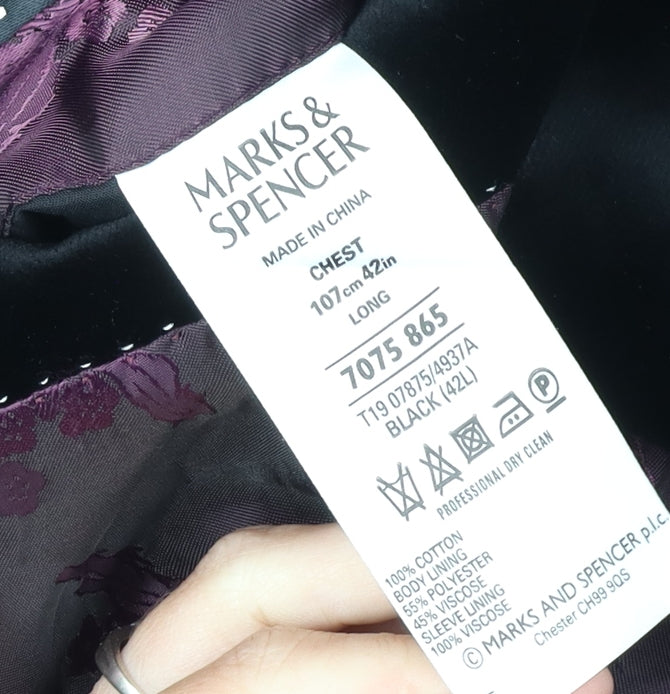 MARKS &
SPENCER
MADE IN CHINA
CHEST
107cm 42in
LONG
7075 865
T19 07875/4937A
BLACK (42L)
P
PROFESSIONAL DRY CLEAN
100% COTTON
BODY LINING
55% POLYESTER
45% VISCOSE
SLEEVE LINING
100% VISCOSE
© MARKS AND SPENCER p.l.c.
Chester CH99 9QS